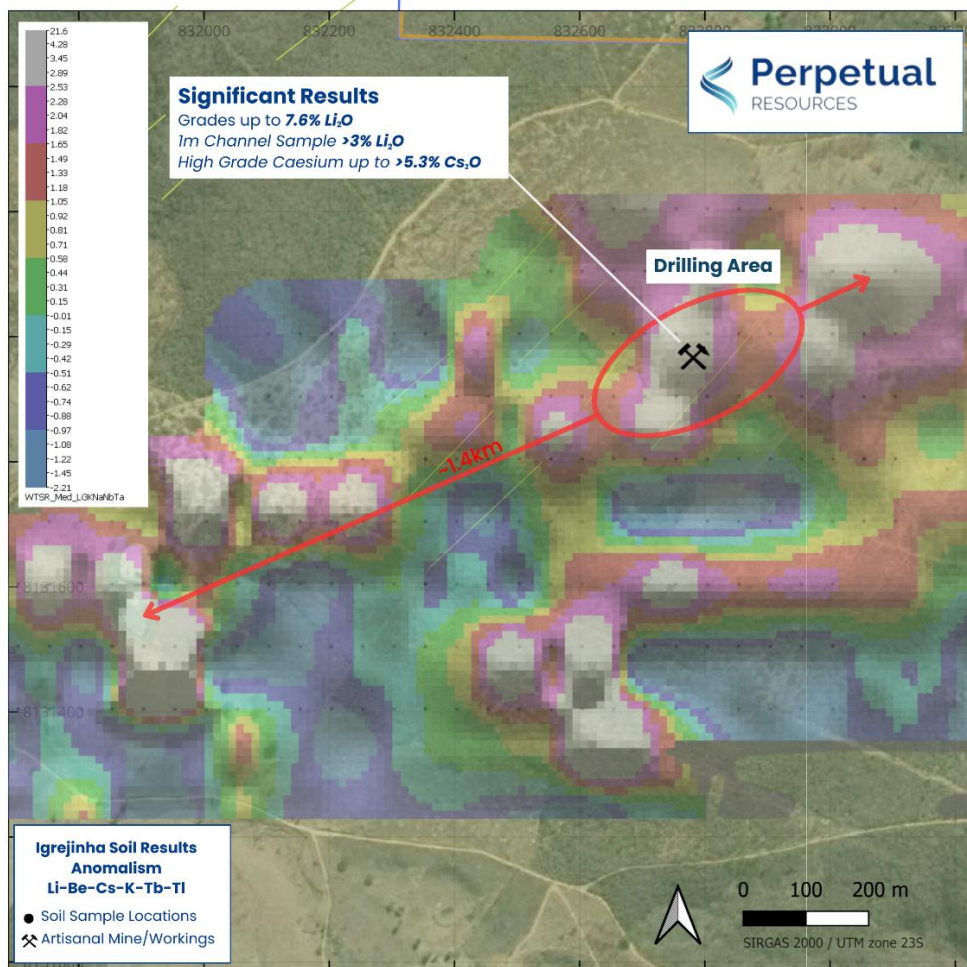 832000
832200
832400
832600
832800
21.6
4.28
3.45
2.89
2.53
2.28
2.04
1.82
1.65
1.49
1.33
1.18
1.05
0.92
0.81
0.71
0.58
0.44
0.31
0.15
-0.01
-0.15
-0.29
-0.42
-0.51
-0.62
-0.74
-0.88
-0.97
-1.08
-1.22
-1.45
-2.21
WTSR_Med_Li3KNaNbTa
Significant Results
Grades up to 7.6% Li₂O
1m Channel Sample >3% Li₂O
High Grade Caesium up to >5.3% Cs₂O
Perpetual
RESOURCES
Drilling Area
~1.4km
8131600
8131400
Igrejinha Soil Results
Anomalism
Li-Be-Cs-K-Tb-Tl
Soil Sample Locations
Artisanal Mine/Workings
0 100 200 m
SIRGAS 2000 / UTM zone 23S